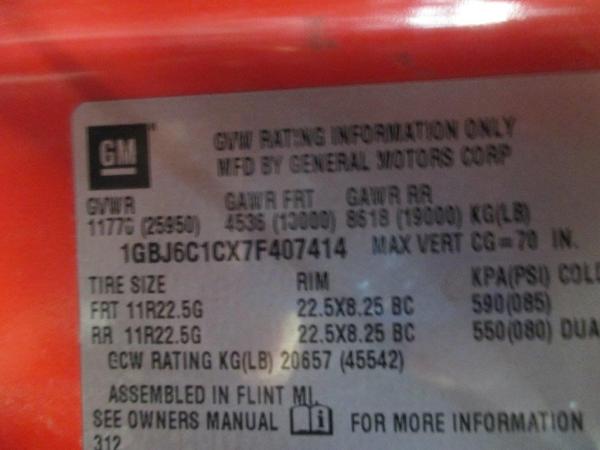 GM
GVW RATING INFORMATION ONLY
MFD BY GENERAL MOTORS CORP
GVWR GAWR FRT GAWR RR
11770 (25950) 4536 (10000) 8618 (19000) KG(LB)
1GBJ6C1CX7F407414 MAX VERT CG=70 IN.
TIRE SIZE RIM KPA(PSI) COLD
FRT 11R22.5G 22.5X8.25 BC 590(085)
RR 11R22.5G 22.5X8.25 BC 550(080) DUA
GCW RATING KG(LB) 20657 (45542)
ASSEMBLED IN FLINT MI.
SEE OWNERS MANUAL i FOR MORE INFORMATION
312